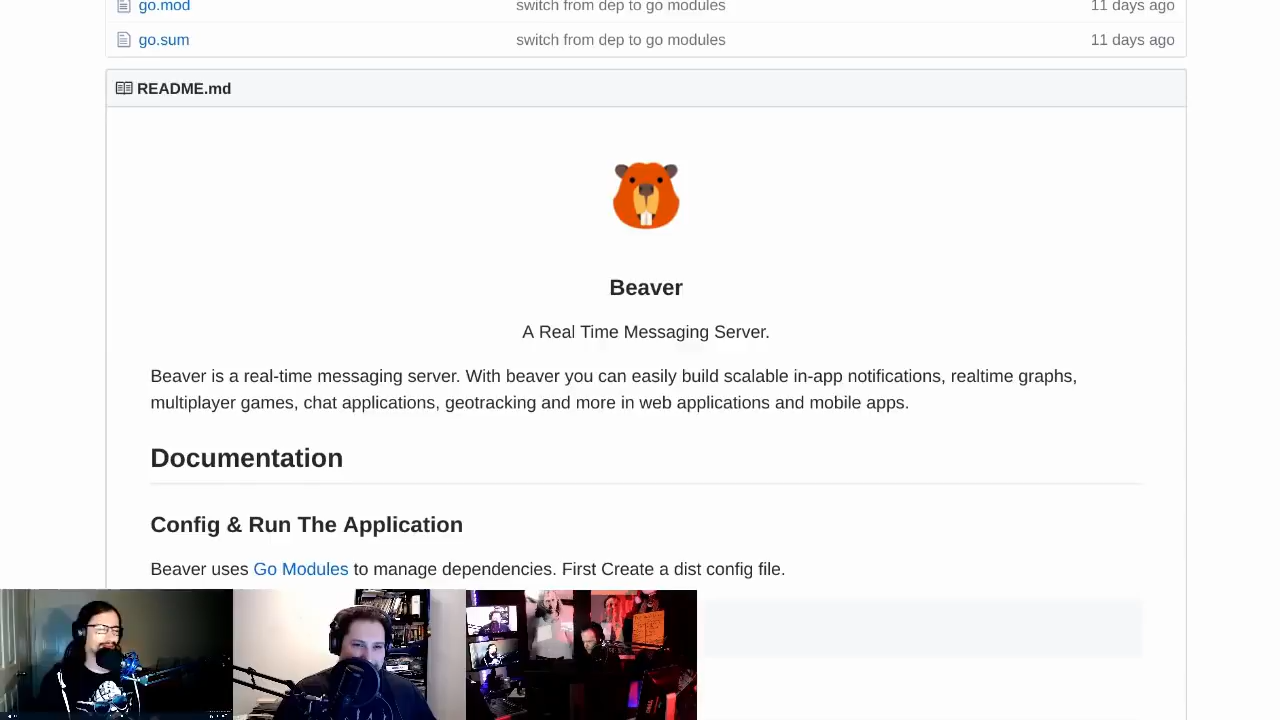 go.mod switch from dep to go modules 11 days ago
go.sum switch from dep to go modules 11 days ago
README.md
Beaver
A Real Time Messaging Server.
Beaver is a real-time messaging server. With beaver you can easily build scalable in-app notifications, realtime graphs,
multiplayer games, chat applications, geotracking and more in web applications and mobile apps.
Documentation
Config & Run The Application
Beaver uses Go Modules to manage dependencies. First Create a dist config file.